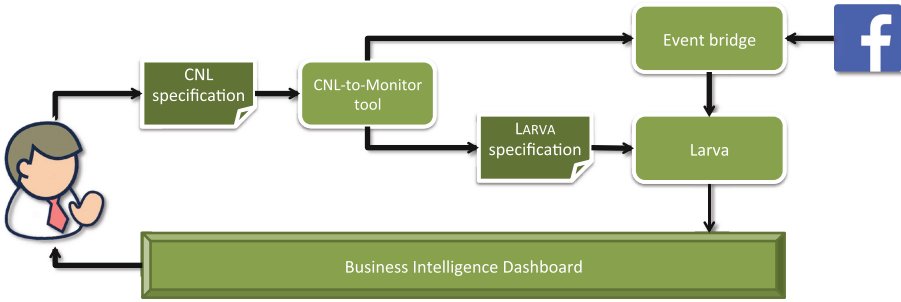 CNL
specification
CNL-to-Monitor
tool
Event bridge
f
LARVA
specification
Larva
Business Intelligence Dashboard